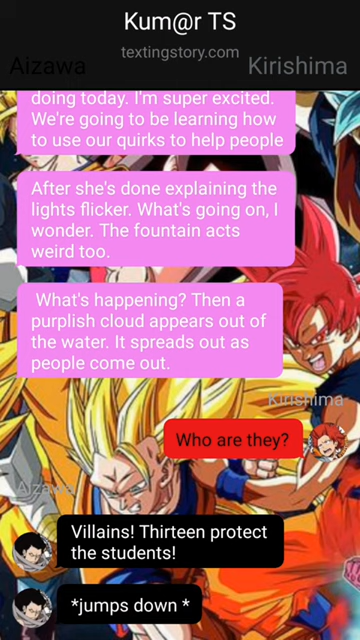 Kum@r TS
textingstory.com
Aizawa
Kirishima
doing today. I'm super excited.
We're going to be learning how
to use our quirks to help people
After she's done explaining the
lights flicker. What's going on, I
wonder. The fountain acts
weird too.
What's happening? Then a
purplish cloud appears out of
the water. It spreads out as
people come out.
Kirishima
Who are they?
Aizawa
Villains! Thirteen protect
the students!
*jumps down *